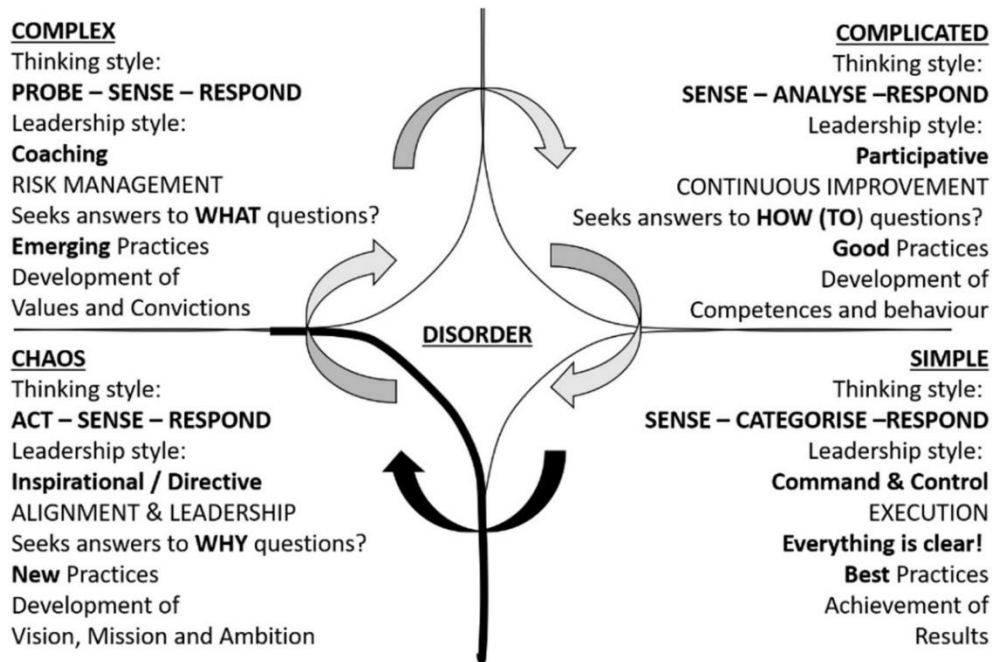 COMPLEX
Thinking style:
PROBE – SENSE – RESPOND
Leadership style:
Coaching
RISK MANAGEMENT
Seeks answers to WHAT questions?
Emerging Practices
Development of
Values and Convictions
COMPLICATED
Thinking style:
SENSE – ANALYSE –RESPOND
Leadership style:
Participative
CONTINUOUS IMPROVEMENT
Seeks answers to HOW (TO) questions?
Good Practices
Development of
Competences and behaviour
DISORDER
CHAOS
Thinking style:
ACT – SENSE – RESPOND
Leadership style:
Inspirational / Directive
ALIGNMENT & LEADERSHIP
Seeks answers to WHY questions?
New Practices
Development of
Vision, Mission and Ambition
SIMPLE
Thinking style:
SENSE – CATEGORISE –RESPOND
Leadership style:
Command & Control
EXECUTION
Everything is clear!
Best Practices
Achievement of
Results